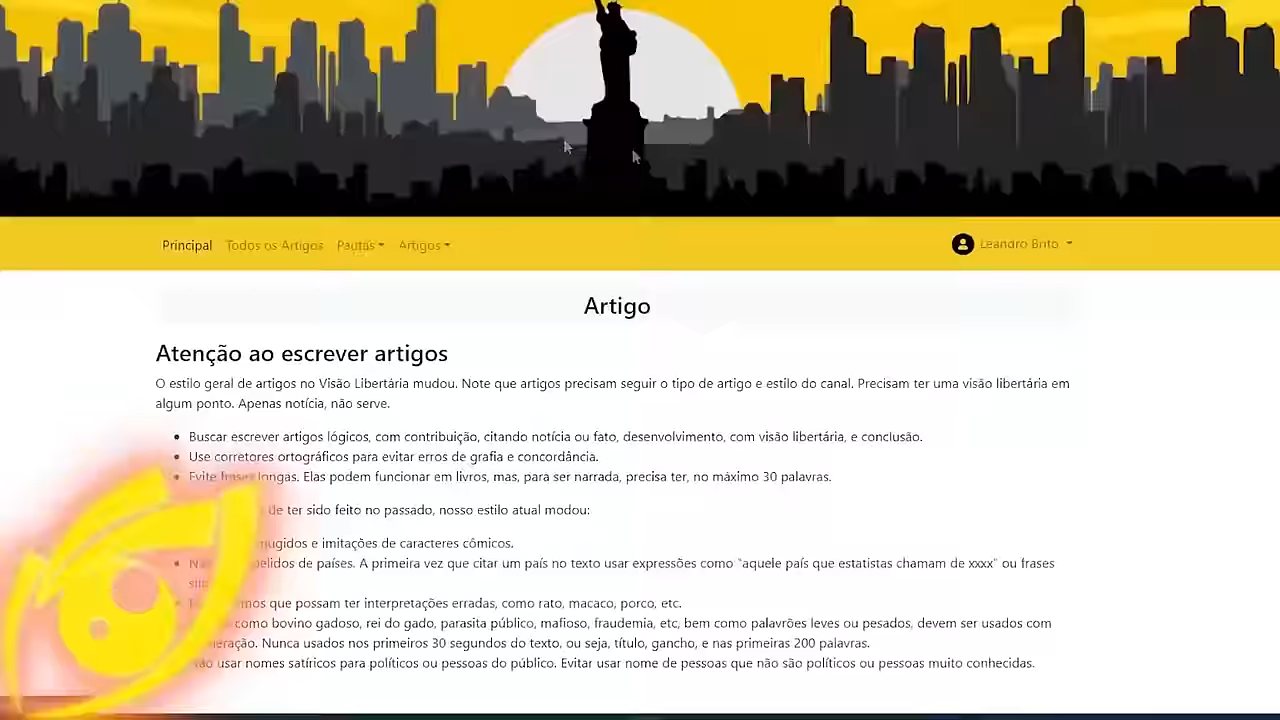 Principal Todos os Artigos Pautas Artigos Leandro Brito
Artigo
Atenção ao escrever artigos
O estilo geral de artigos no Visão Libertária mudou. Note que artigos precisam seguir o tipo de artigo e estilo do canal. Precisam ter uma visão libertária em
algum ponto. Apenas notícia, não serve.
Buscar escrever artigos lógicos, com contribuição, citando notícia ou fato, desenvolvimento, com visão libertária, e conclusão.
Use corretores ortográficos para evitar erros de grafia e concordância.
Evite frases longas. Elas podem funcionar em livros, mas, para ser narrada, precisa ter, no máximo 30 palavras.
de ter sido feito no passado, nosso estilo atual modou:
mugidos e imitações de caracteres cômicos.
de países. A primeira vez que citar um país no texto usar expressões como "aquele país que estatistas chamam de xxxx" ou frases
que possam ter interpretações erradas, como rato, macaco, porco, etc.
como bovino gadoso, rei do gado, parasita público, mafioso, fraudemia, etc, bem como palavrões leves ou pesados, devem ser usados com
Nunca usados nos primeiros 30 segundos do texto, ou seja, título, gancho, e nas primeiras 200 palavras.
não usar nomes satíricos para políticos ou pessoas do público. Evitar usar nome de pessoas que não são políticos ou pessoas muito conhecidas.